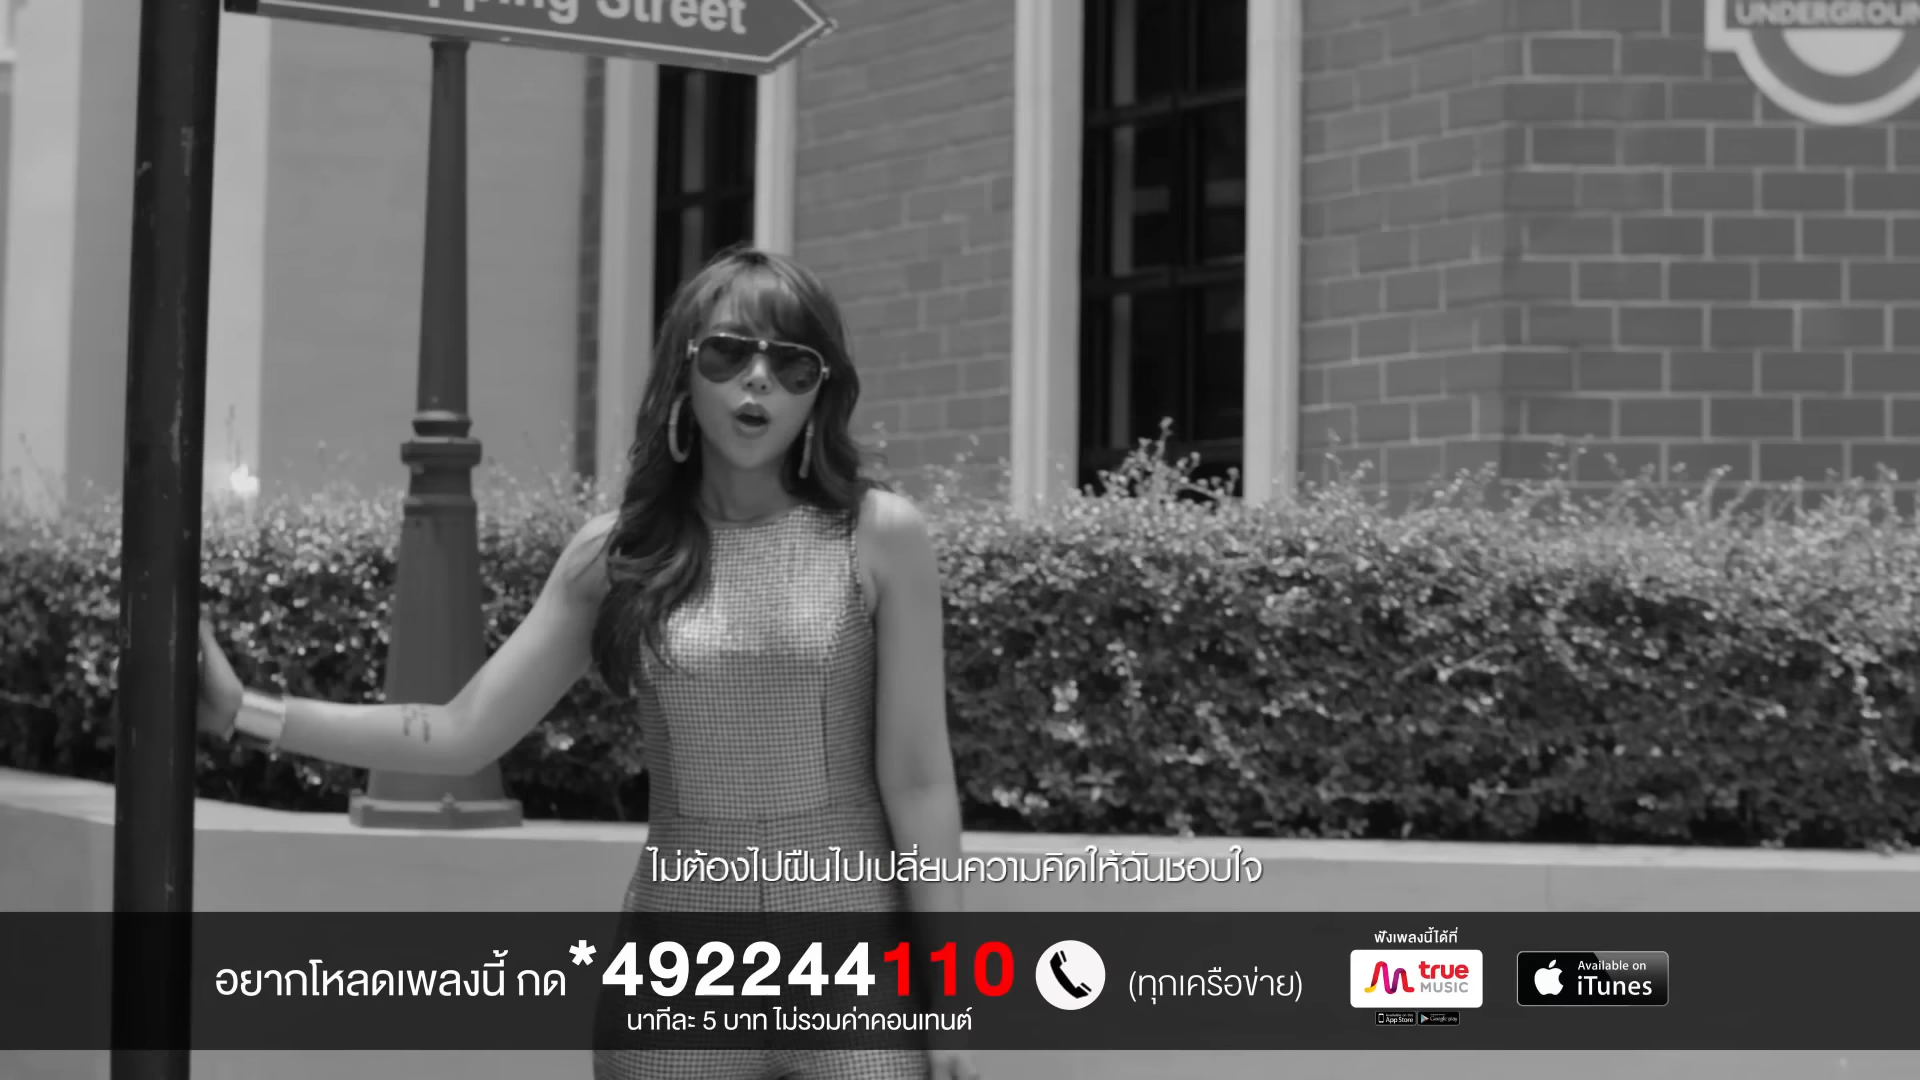 Street
UNDERGROUN
ไม่ต้องไปฝืนไปเปลี่ยนความคิดให้ฉันชอบใจ
อยากโหลดเพลงนี้ กด *492244110 (ทุกเครือข่าย)
นาทีละ 5 บาท ไม่รวมค่าคอนเทนต์
ฟังเพลงนี้ได้ที่
true
MUSIC
Available on
iTunes
App Store
Google play